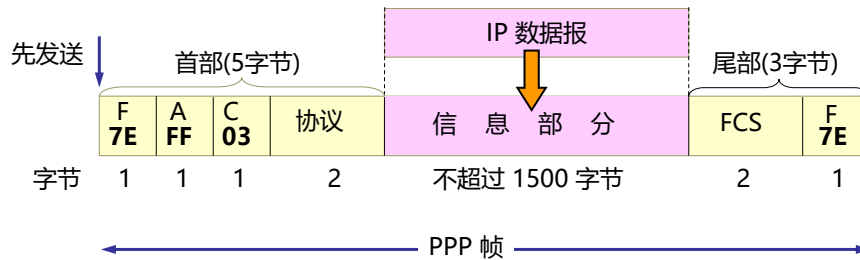 IP 数据报
先发送
首部(5字节)
尾部(3字节)
F A C 协议 信 息 部 分 FCS F
7E FF 03 7E
字节 1 1 1 2 不超过 1500 字节 2 1
PPP 帧